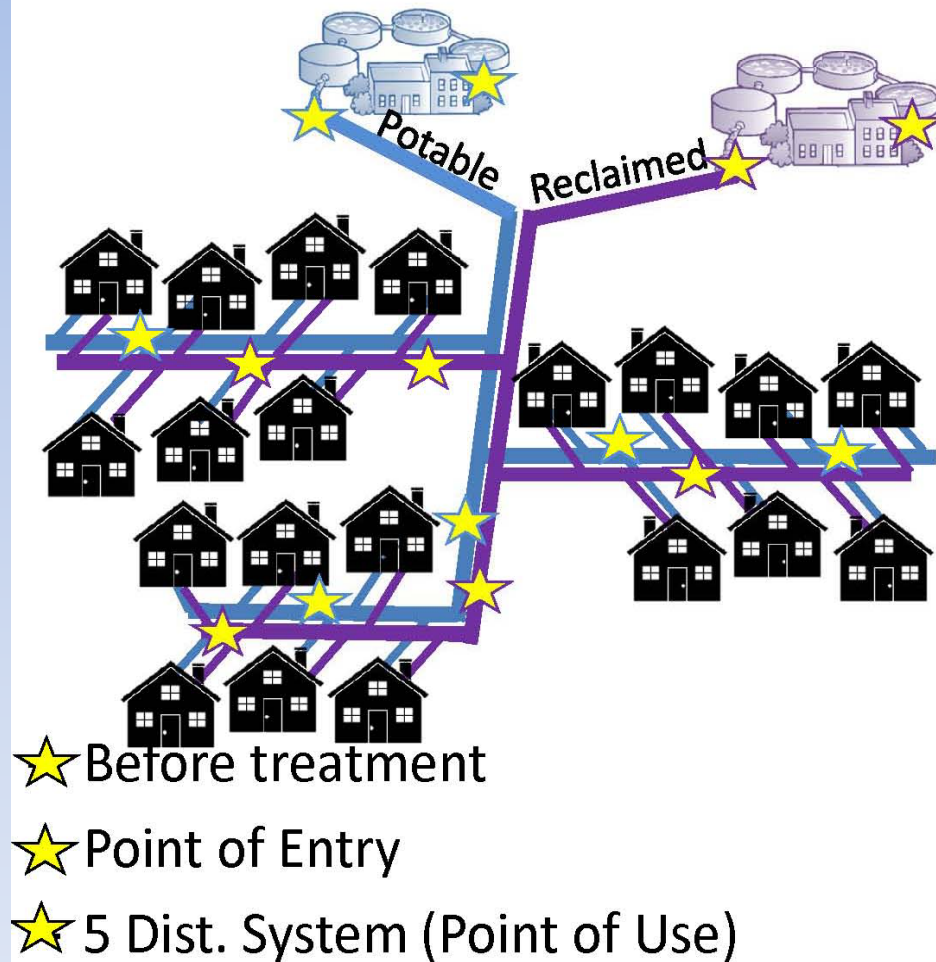 Potable
Reclaimed
Before treatment
Point of Entry
5 Dist. System (Point of Use)